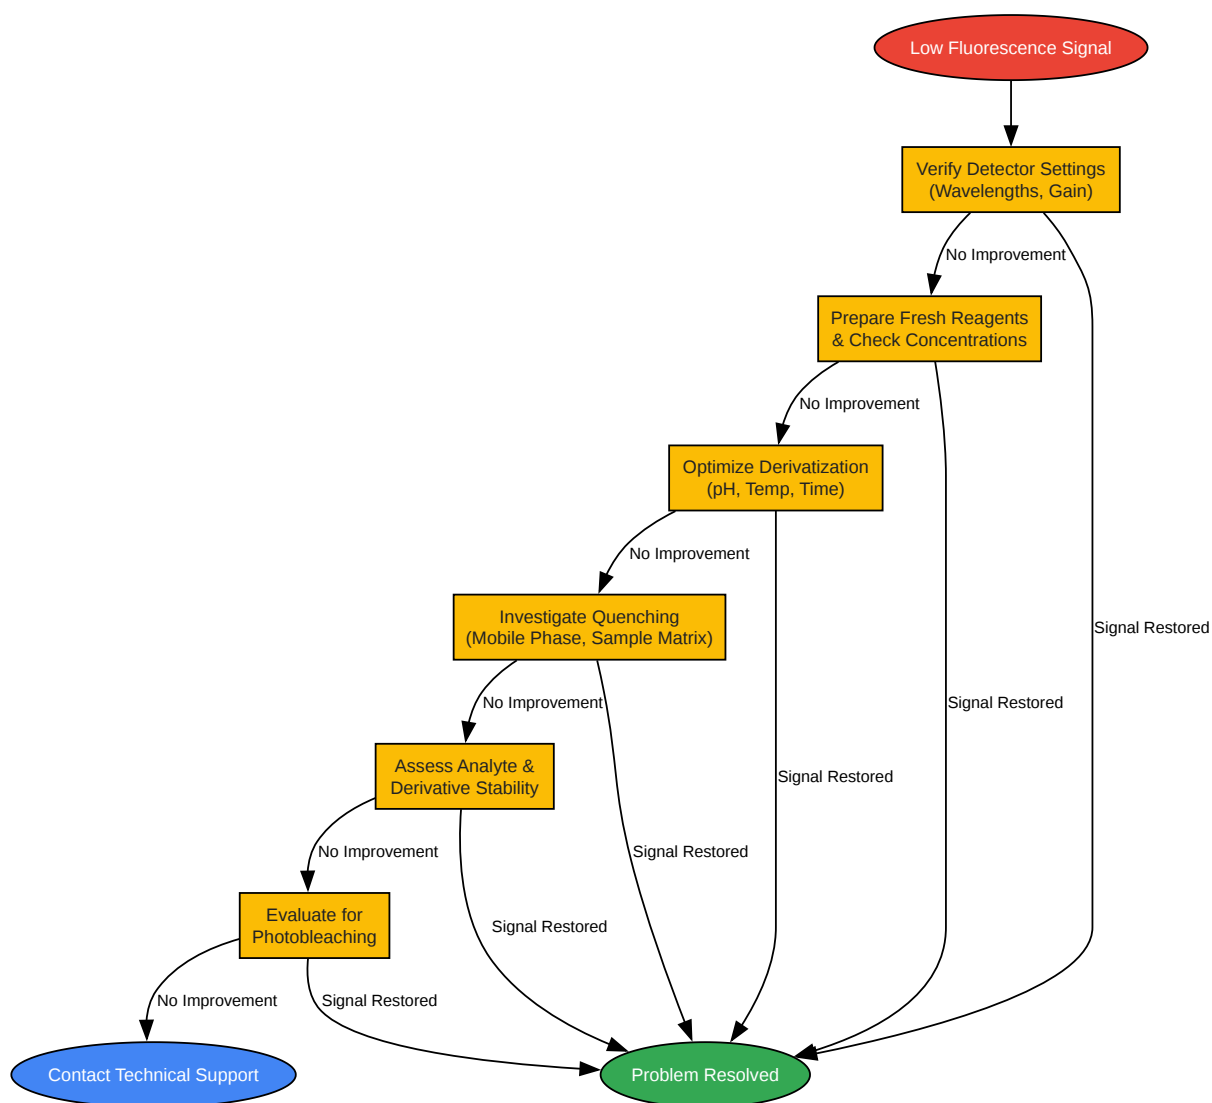 Low Fluorescence Signal
Verify Detector Settings
(Wavelengths, Gain)
No Improvement
Prepare Fresh Reagents
& Check Concentrations
No Improvement
Optimize Derivatization
(pH, Temp, Time)
No Improvement
Investigate Quenching
(Mobile Phase, Sample Matrix)
Signal Restored
No Improvement
Signal Restored
Assess Analyte &
Derivative Stability
Signal Restored
No Improvement
Signal Restored
Evaluate for
Photobleaching
Signal Restored
No Improvement
Signal Restored
Contact Technical Support
Problem Resolved